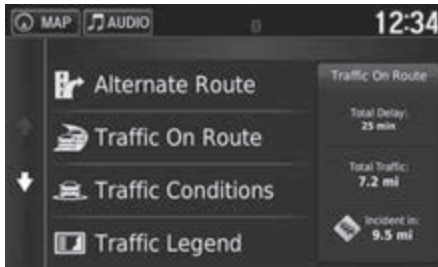 MAP AUDIO 12:34
Alternate Route
Traffic On Route
Traffic Conditions
Traffic Legend
Traffic On Route
Total Delay:
25 min
Total Traffic:
7.2 mi
Incident in:
9.5 mi